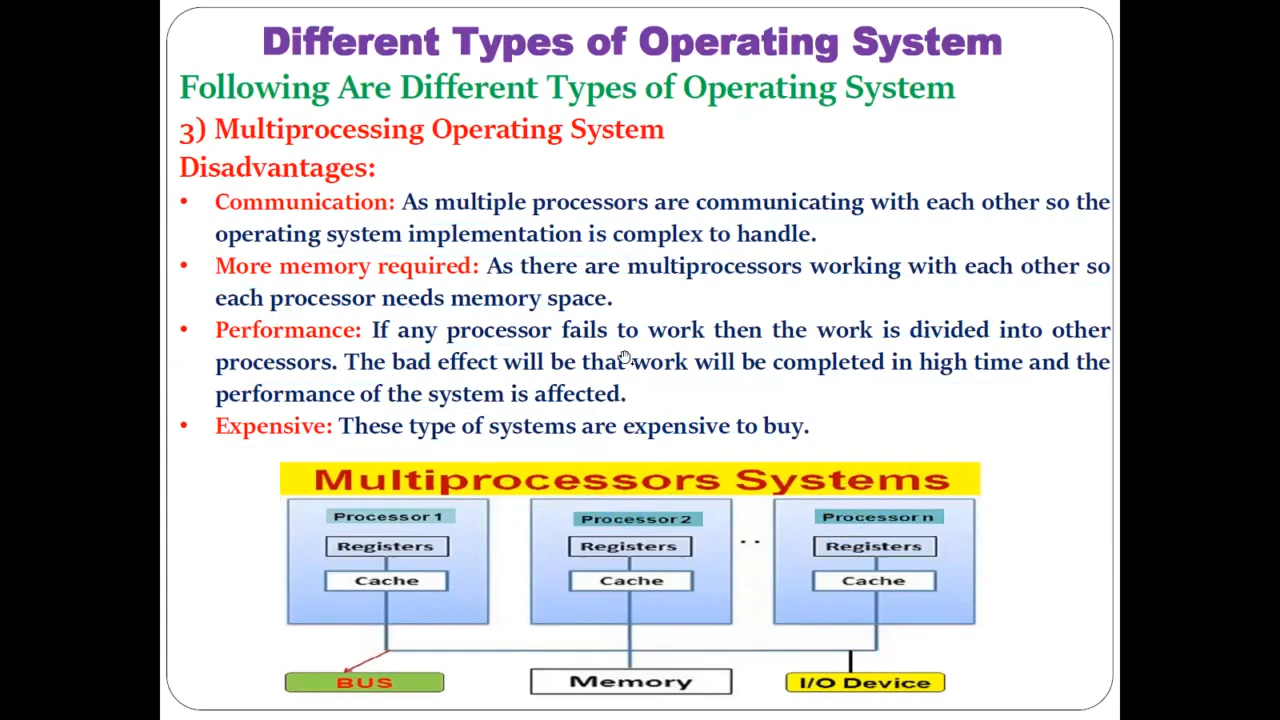 Different Types of Operating System
Following Are Different Types of Operating System
3) Multiprocessing Operating System
Disadvantages:
• Communication: As multiple processors are communicating with each other so the
operating system implementation is complex to handle.
• More memory required: As there are multiprocessors working with each other so
each processor needs memory space.
• Performance: If any processor fails to work then the work is divided into other
processors. The bad effect will be that work will be completed in high time and the
performance of the system is affected.
• Expensive: These type of systems are expensive to buy.
Multiprocessors Systems
Processor 1
Registers
Cache
Processor 2
Registers
Cache
. .
Processor n
Registers
Cache
BUS
Memory
I/O Device